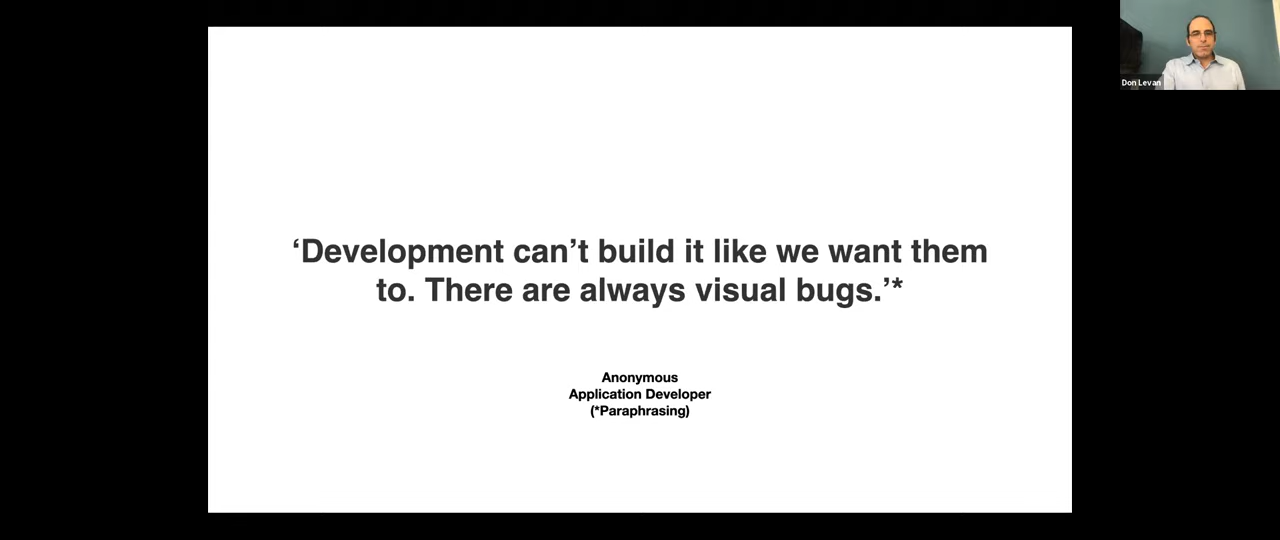 ‘Development can’t build it like we want them
to. There are always visual bugs.’*
Anonymous
Application Developer
(*Paraphrasing)
Don Levan